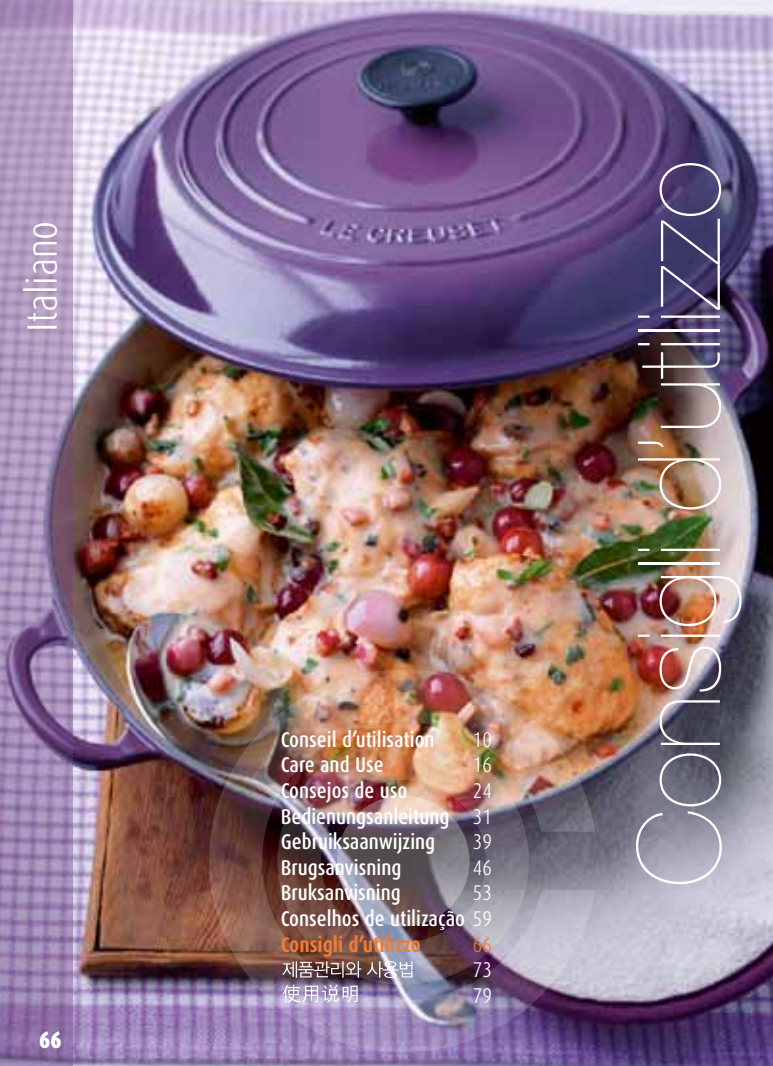 Italiano
LE CREUSET
Consigli d’utilizzo
Conseil d’utilisation 10
Care and Use 16
Consejos de uso 24
Bedienungsanleitung 31
Gebruiksaanwijzing 39
Brugsanvisning 46
Bruksanvisning 53
Conselhos de utilização 59
Consigli d’utilizzo 66
제품관리와 사용법 73
使用说明 79
66